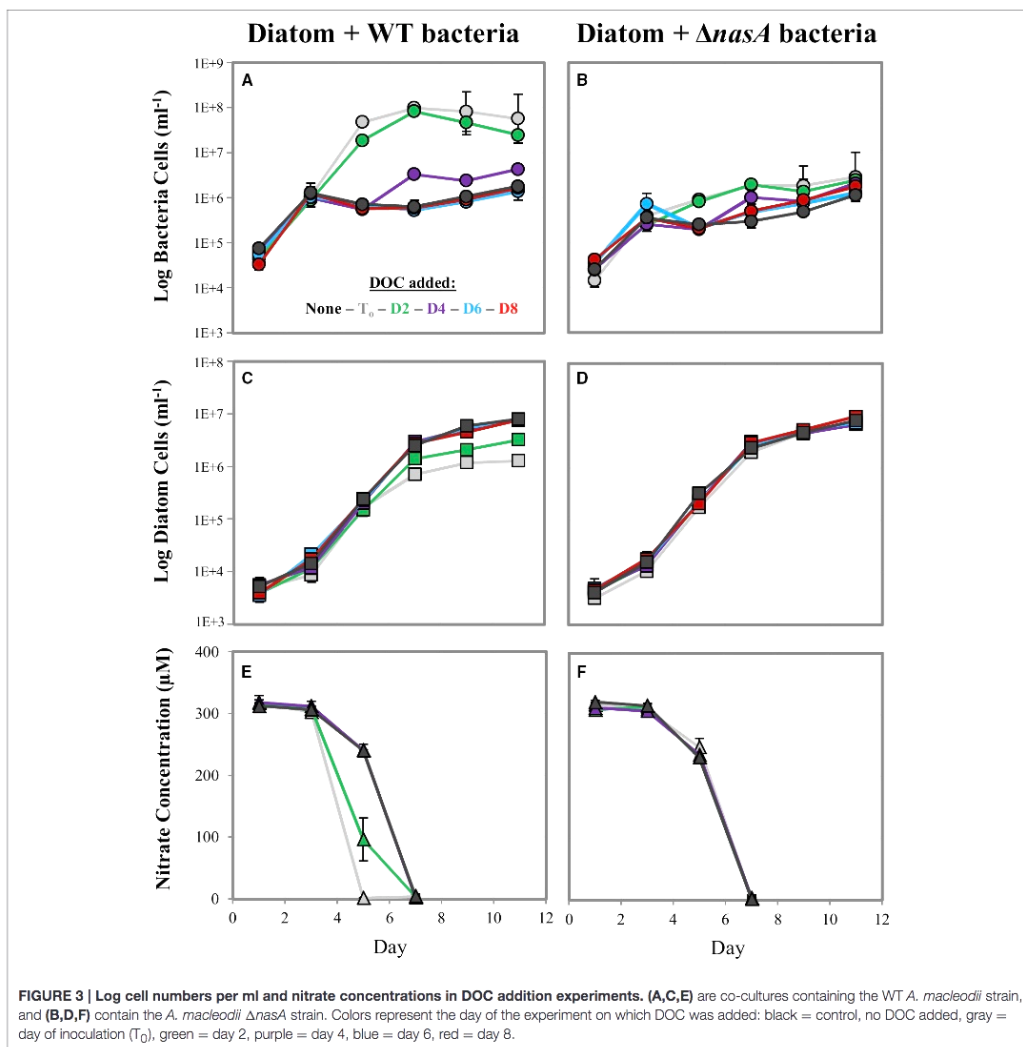 Diatom + WT bacteria
Diatom + ΔnasA bacteria
Log Bacteria Cells (ml⁻¹)
1E+9
1E+8
1E+7
1E+6
1E+5
1E+4
1E+3
A
DOC added:
None – T₀ – D2 – D4 – D6 – D8
B
Log Diatom Cells (ml⁻¹)
1E+8
1E+7
1E+6
1E+5
1E+4
1E+3
C
D
Nitrate Concentration (µM)
400
300
200
100
0
E
F
0 2 4 6 8 10 12
0 2 4 6 8 10 12
Day
Day
FIGURE 3 | Log cell numbers per ml and nitrate concentrations in DOC addition experiments. (A,C,E) are co-cultures containing the WT A. macleodii strain,
and (B,D,F) contain the A. macleodii ΔnasA strain. Colors represent the day of the experiment on which DOC was added: black = control, no DOC added, gray =
day of inoculation (T₀), green = day 2, purple = day 4, blue = day 6, red = day 8.